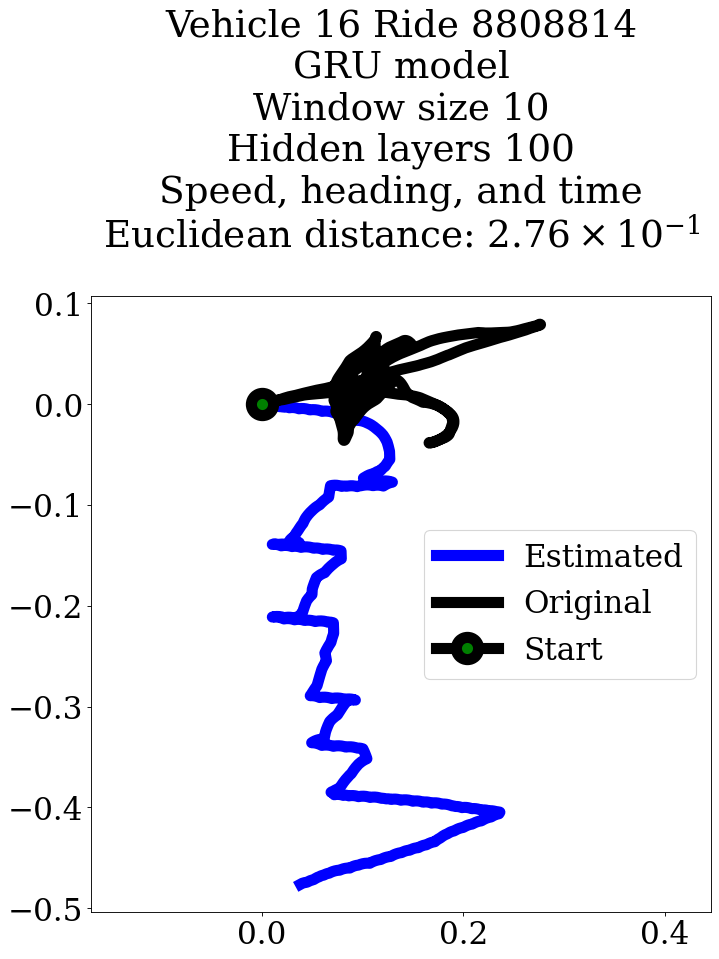 Vehicle 16 Ride 8808814
GRU model
Window size 10
Hidden layers 100
Speed, heading, and time
Euclidean distance: 2.76 × 10⁻¹
0.1
0.0
−0.1
−0.2
−0.3
−0.4
−0.5
Estimated
Original
Start
0.0 0.2 0.4